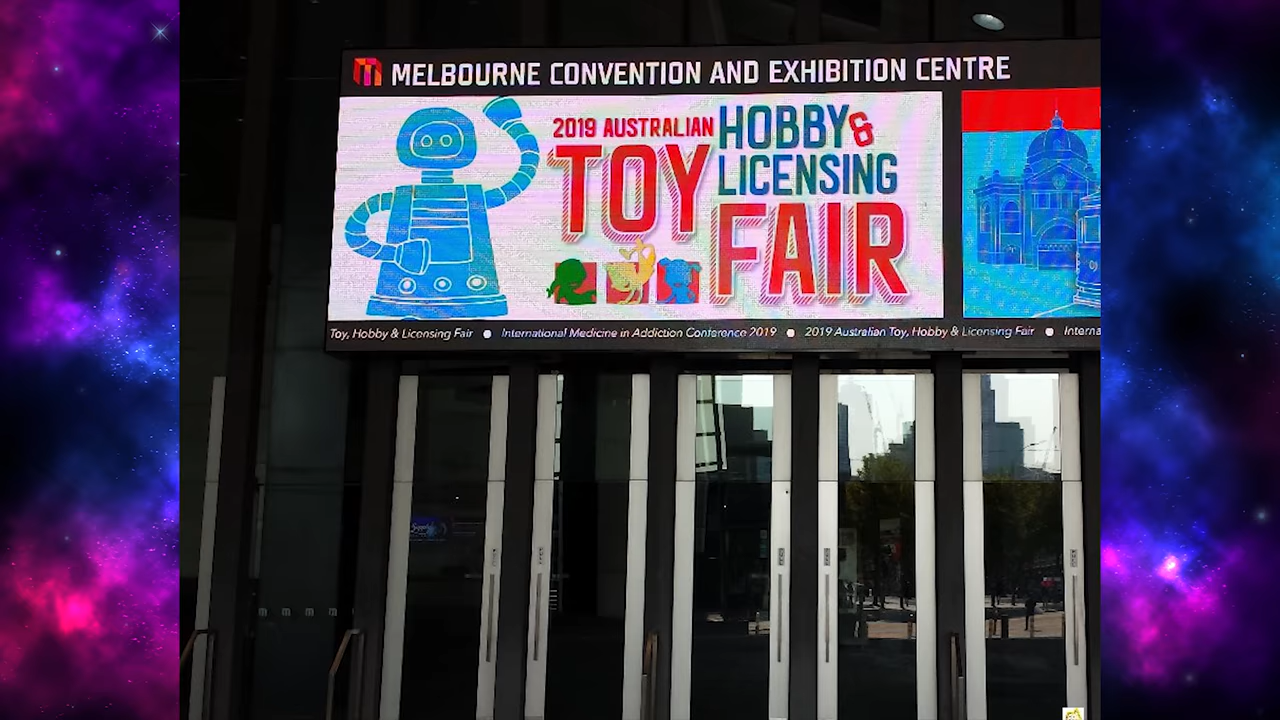 MELBOURNE CONVENTION AND EXHIBITION CENTRE
2019 AUSTRALIAN
TOY
HOBBY &
LICENSING
FAIR
Toy, Hobby & Licensing Fair ● International Medicine in Addiction Conference 2019 ● 2019 Australian Toy, Hobby & Licensing Fair ● Interna